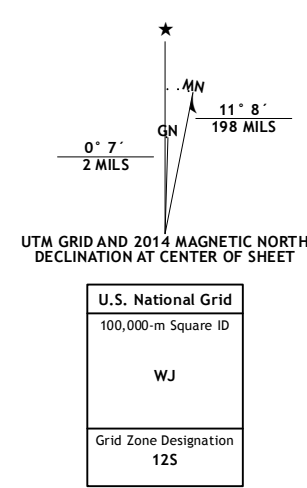 ★
MN
GN
11° 8´
198 MILS
0° 7´
2 MILS
UTM GRID AND 2014 MAGNETIC NORTH
DECLINATION AT CENTER OF SHEET
U.S. National Grid
100,000-m Square ID
WJ
Grid Zone Designation
12S